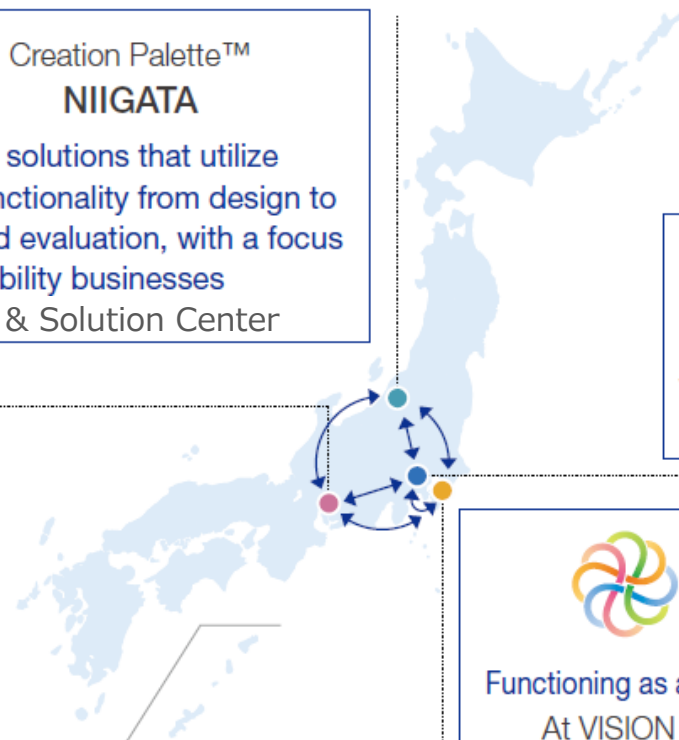 Creation Palette™
NIIGATA
solutions that utilize
nctionality from design to
d evaluation, with a focus
bility businesses
& Solution Center
Functioning as a
At VISION